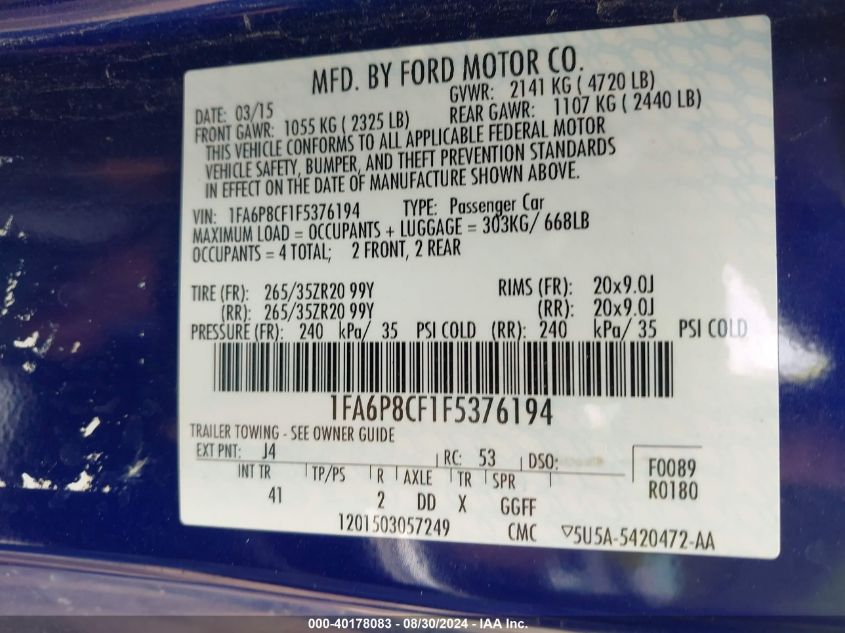 MFD. BY FORD MOTOR CO.
DATE: 03/15 GVWR: 2141 KG ( 4720 LB)
FRONT GAWR: 1055 KG ( 2325 LB) REAR GAWR: 1107 KG ( 2440 LB)
THIS VEHICLE CONFORMS TO ALL APPLICABLE FEDERAL MOTOR
VEHICLE SAFETY, BUMPER, AND THEFT PREVENTION STANDARDS
IN EFFECT ON THE DATE OF MANUFACTURE SHOWN ABOVE.
VIN: 1FA6P8CF1F5376194 TYPE: Passenger Car
MAXIMUM LOAD = OCCUPANTS + LUGGAGE = 303KG/ 668LB
OCCUPANTS = 4 TOTAL; 2 FRONT, 2 REAR
TIRE (FR): 265/35ZR20 99Y RIMS (FR): 20x9.0J
(RR): 265/35ZR20 99Y (RR): 20x9.0J
PRESSURE (FR): 240 kPa/ 35 PSI COLD (RR): 240 kPa/ 35 PSI COLD
1FA6P8CF1F5376194
TRAILER TOWING - SEE OWNER GUIDE
EXT PNT: J4 RC: 53 DSO: F0089
INT TR TP/PS R AXLE TR SPR R0180
41 2 DD X GGFF
1201503057249 CMC ▽5U5A-5420472-AA
000-40178083 - 08/30/2024 - IAA Inc.